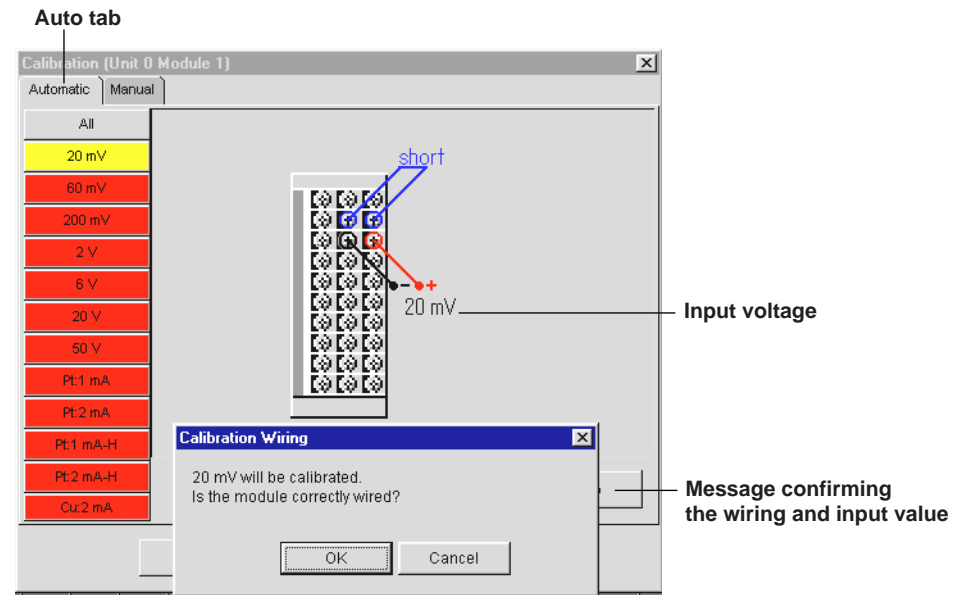 Auto tab
Calibration (Unit 0 Module 1)
Automatic Manual
All
20 mV
60 mV
200 mV
2 V
6 V
20 V
50 V
Pt:1 mA
Pt:2 mA
Pt:1 mA-H
Pt:2 mA-H
Cu:2 mA
short
- +
20 mV
Input voltage
Calibration Wiring
20 mV will be calibrated.
Is the module correctly wired?
OK Cancel
Message confirming
the wiring and input value